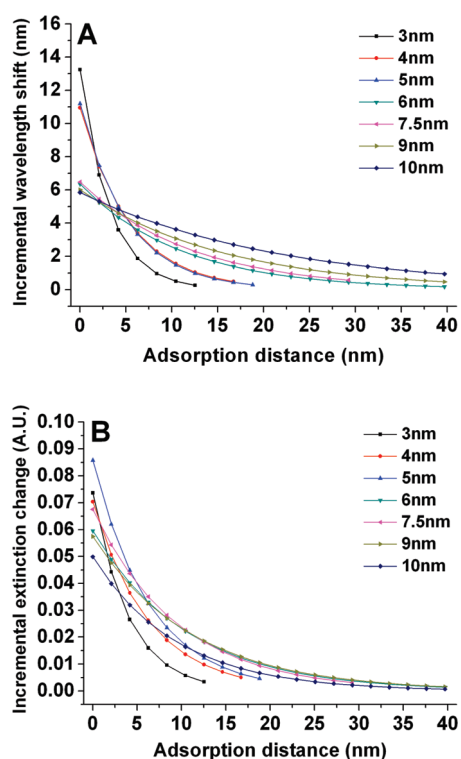 A
Incremental wavelength shift (nm)
16
14
12
10
8
6
4
2
0
0 5 10 15 20 25 30 35 40
Adsorption distance (nm)
3nm
4nm
5nm
6nm
7.5nm
9nm
10nm
B
Incremental extinction change (A.U.)
0.10
0.09
0.08
0.07
0.06
0.05
0.04
0.03
0.02
0.01
0.00
0 5 10 15 20 25 30 35 40
Adsorption distance (nm)
3nm
4nm
5nm
6nm
7.5nm
9nm
10nm